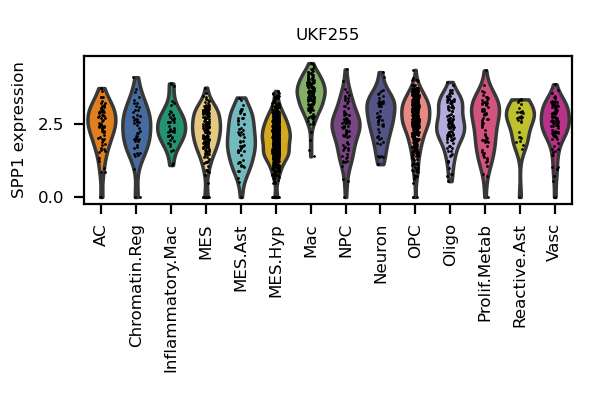 UKF255
SPP1 expression
2.5
0.0
AC
Chromatin.Reg
Inflammatory.Mac
MES
MES.Ast
MES.Hyp
Mac
NPC
Neuron
OPC
Oligo
Prolif.Metab
Reactive.Ast
Vasc